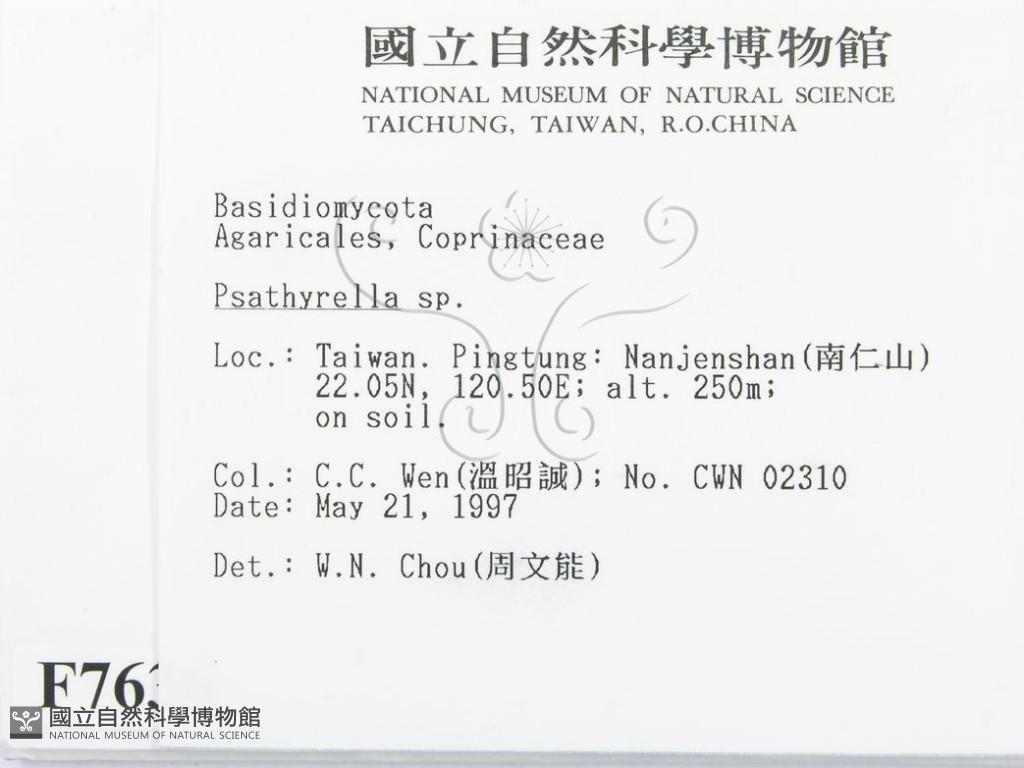 國立自然科學博物館
NATIONAL MUSEUM OF NATURAL SCIENCE
TAICHUNG, TAIWAN, R.O.CHINA
Basidiomycota
Agaricales, Coprinaceae
Psathyrella sp.
Loc.: Taiwan. Pingtung: Nanjenshan(南仁山)
22.05N, 120.50E; alt. 250m;
on soil.
Col.: C.C. Wen(溫昭誠); No. CWN 02310
Date: May 21, 1997
Det.: W.N. Chou(周文能)
國立自然科學博物館
NATIONAL MUSEUM OF NATURAL SCIENCE